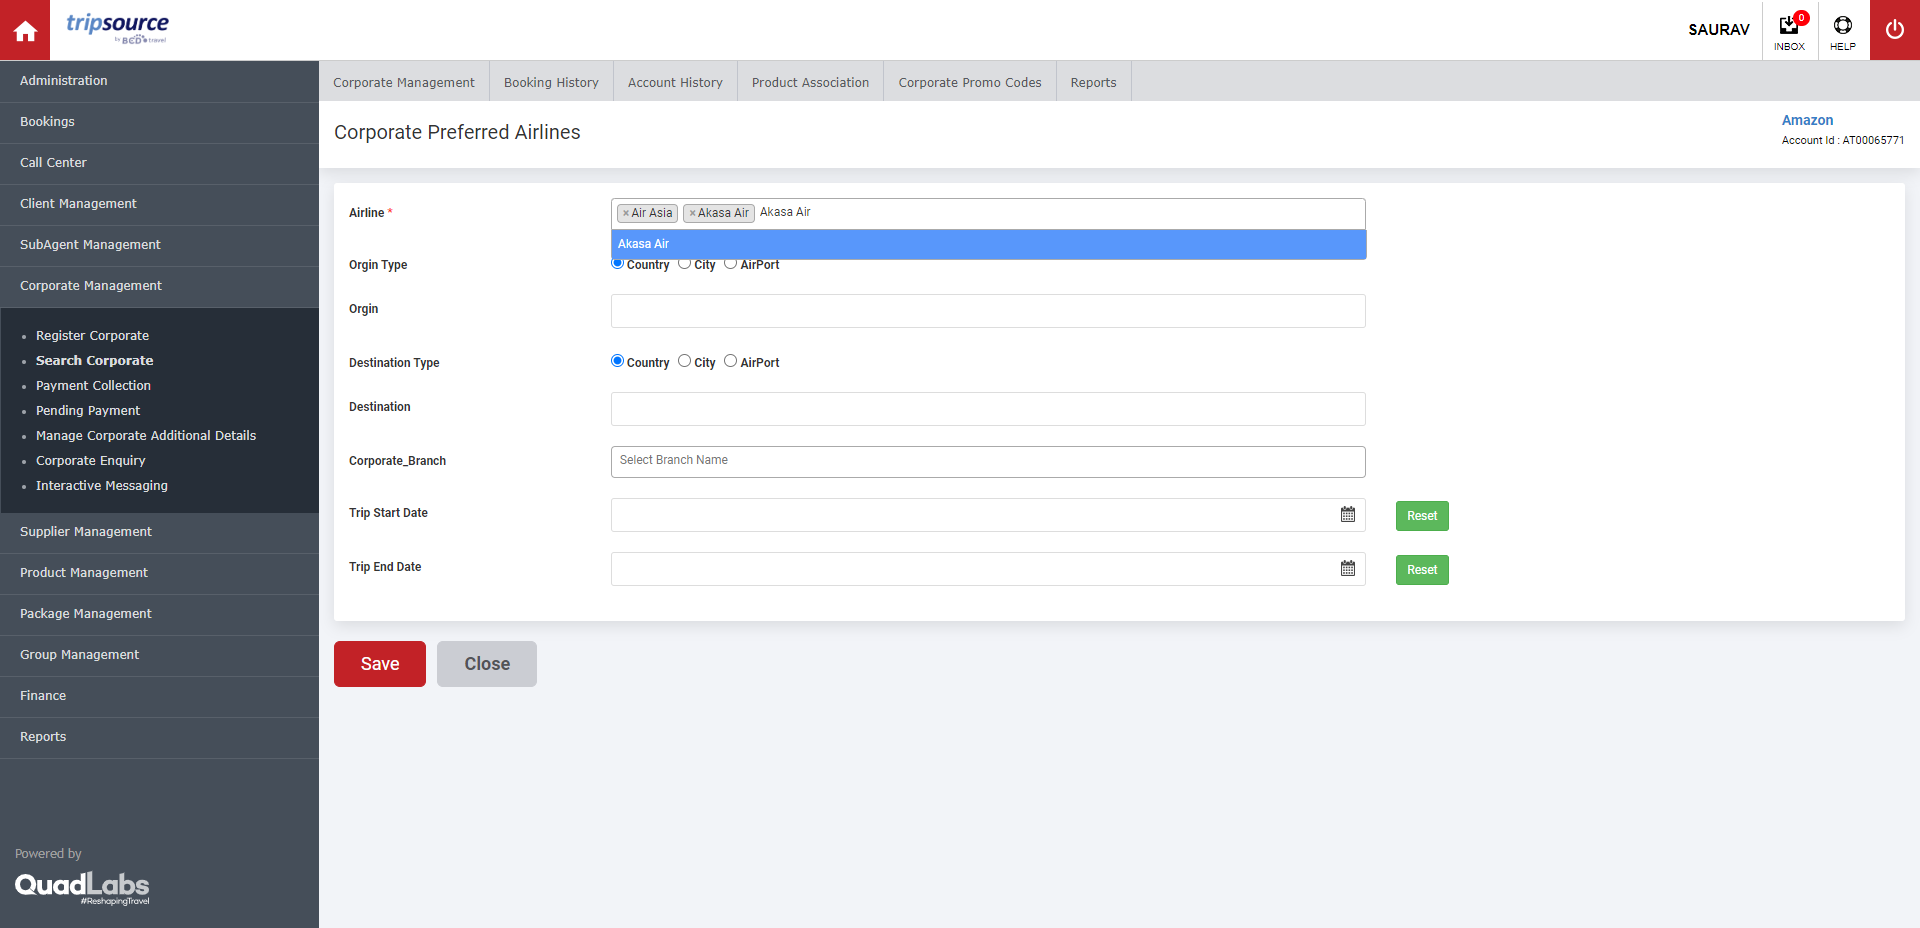 tripsource
by BCD travel
SAURAV
0
INBOX
HELP
Administration
Bookings
Call Center
Client Management
SubAgent Management
Corporate Management
Register Corporate
Search Corporate
Payment Collection
Pending Payment
Manage Corporate Additional Details
Corporate Enquiry
Interactive Messaging
Supplier Management
Product Management
Package Management
Group Management
Finance
Reports
Powered by
QuadLabs
#ReshapingTravel
Corporate Management
Booking History
Account History
Product Association
Corporate Promo Codes
Reports
Corporate Preferred Airlines
Amazon
Account Id : AT00065771
Airline *
×Air Asia ×Akasa Air Akasa Air
Akasa Air
Orgin Type
Country City AirPort
Orgin
Destination Type
Country City AirPort
Destination
Corporate_Branch
Select Branch Name
Trip Start Date
Reset
Trip End Date
Reset
Save
Close